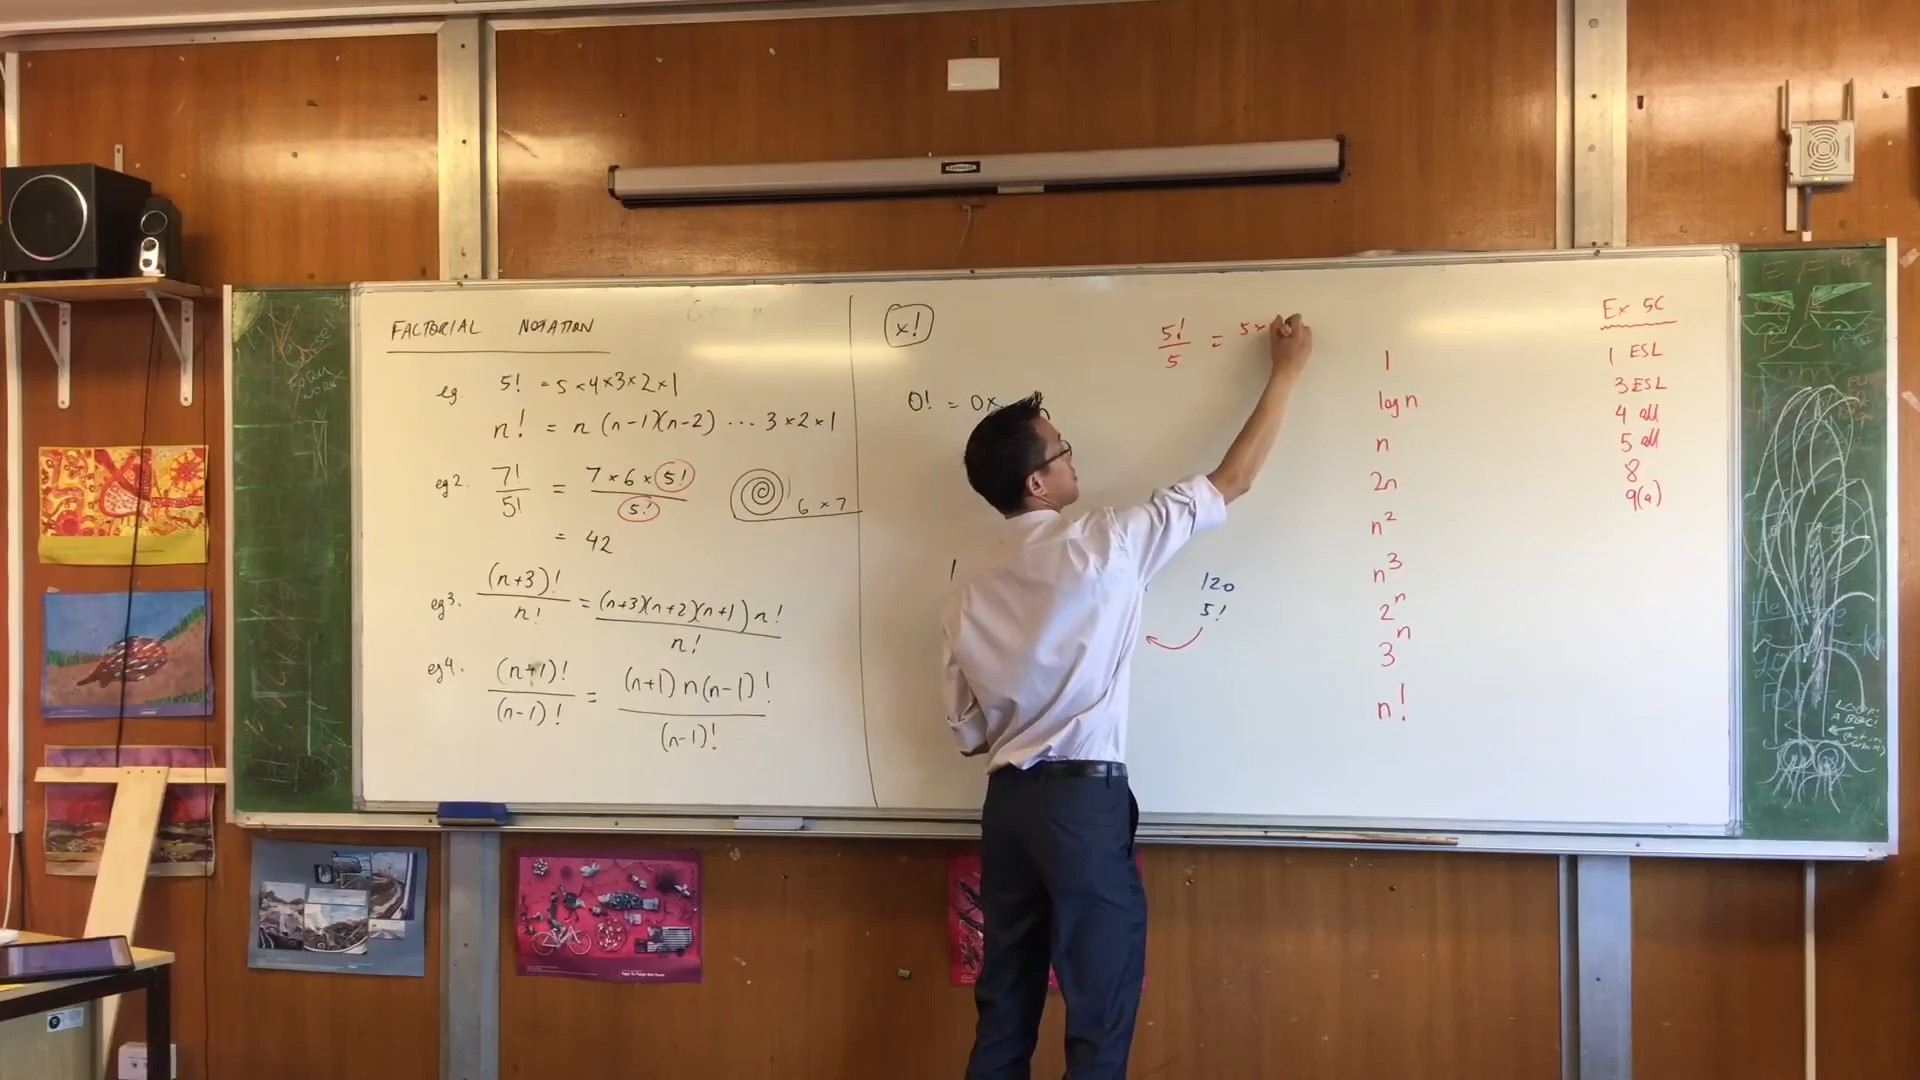 FACTORIAL NOTATION
eg. 5! = 5×4×3×2×1
n! = n(n-1)(n-2) ... 3×2×1
eg2. 7!/5! = 7×6×5!/5!
6×7
= 42
eg3. (n+3)!/n! = (n+3)(n+2)(n+1)n!/n!
eg4. (n+1)!/(n-1)! = (n+1)n(n-1)!/(n-1)!
x!
0! = 0×
5!/5 = 5×
120
5!
1
log n
n
2n
n²
n³
2ⁿ
3ⁿ
n!
Ex 5C
1 ESL
3 ESL
4 all
5 all
8
9(a)
LOOK!